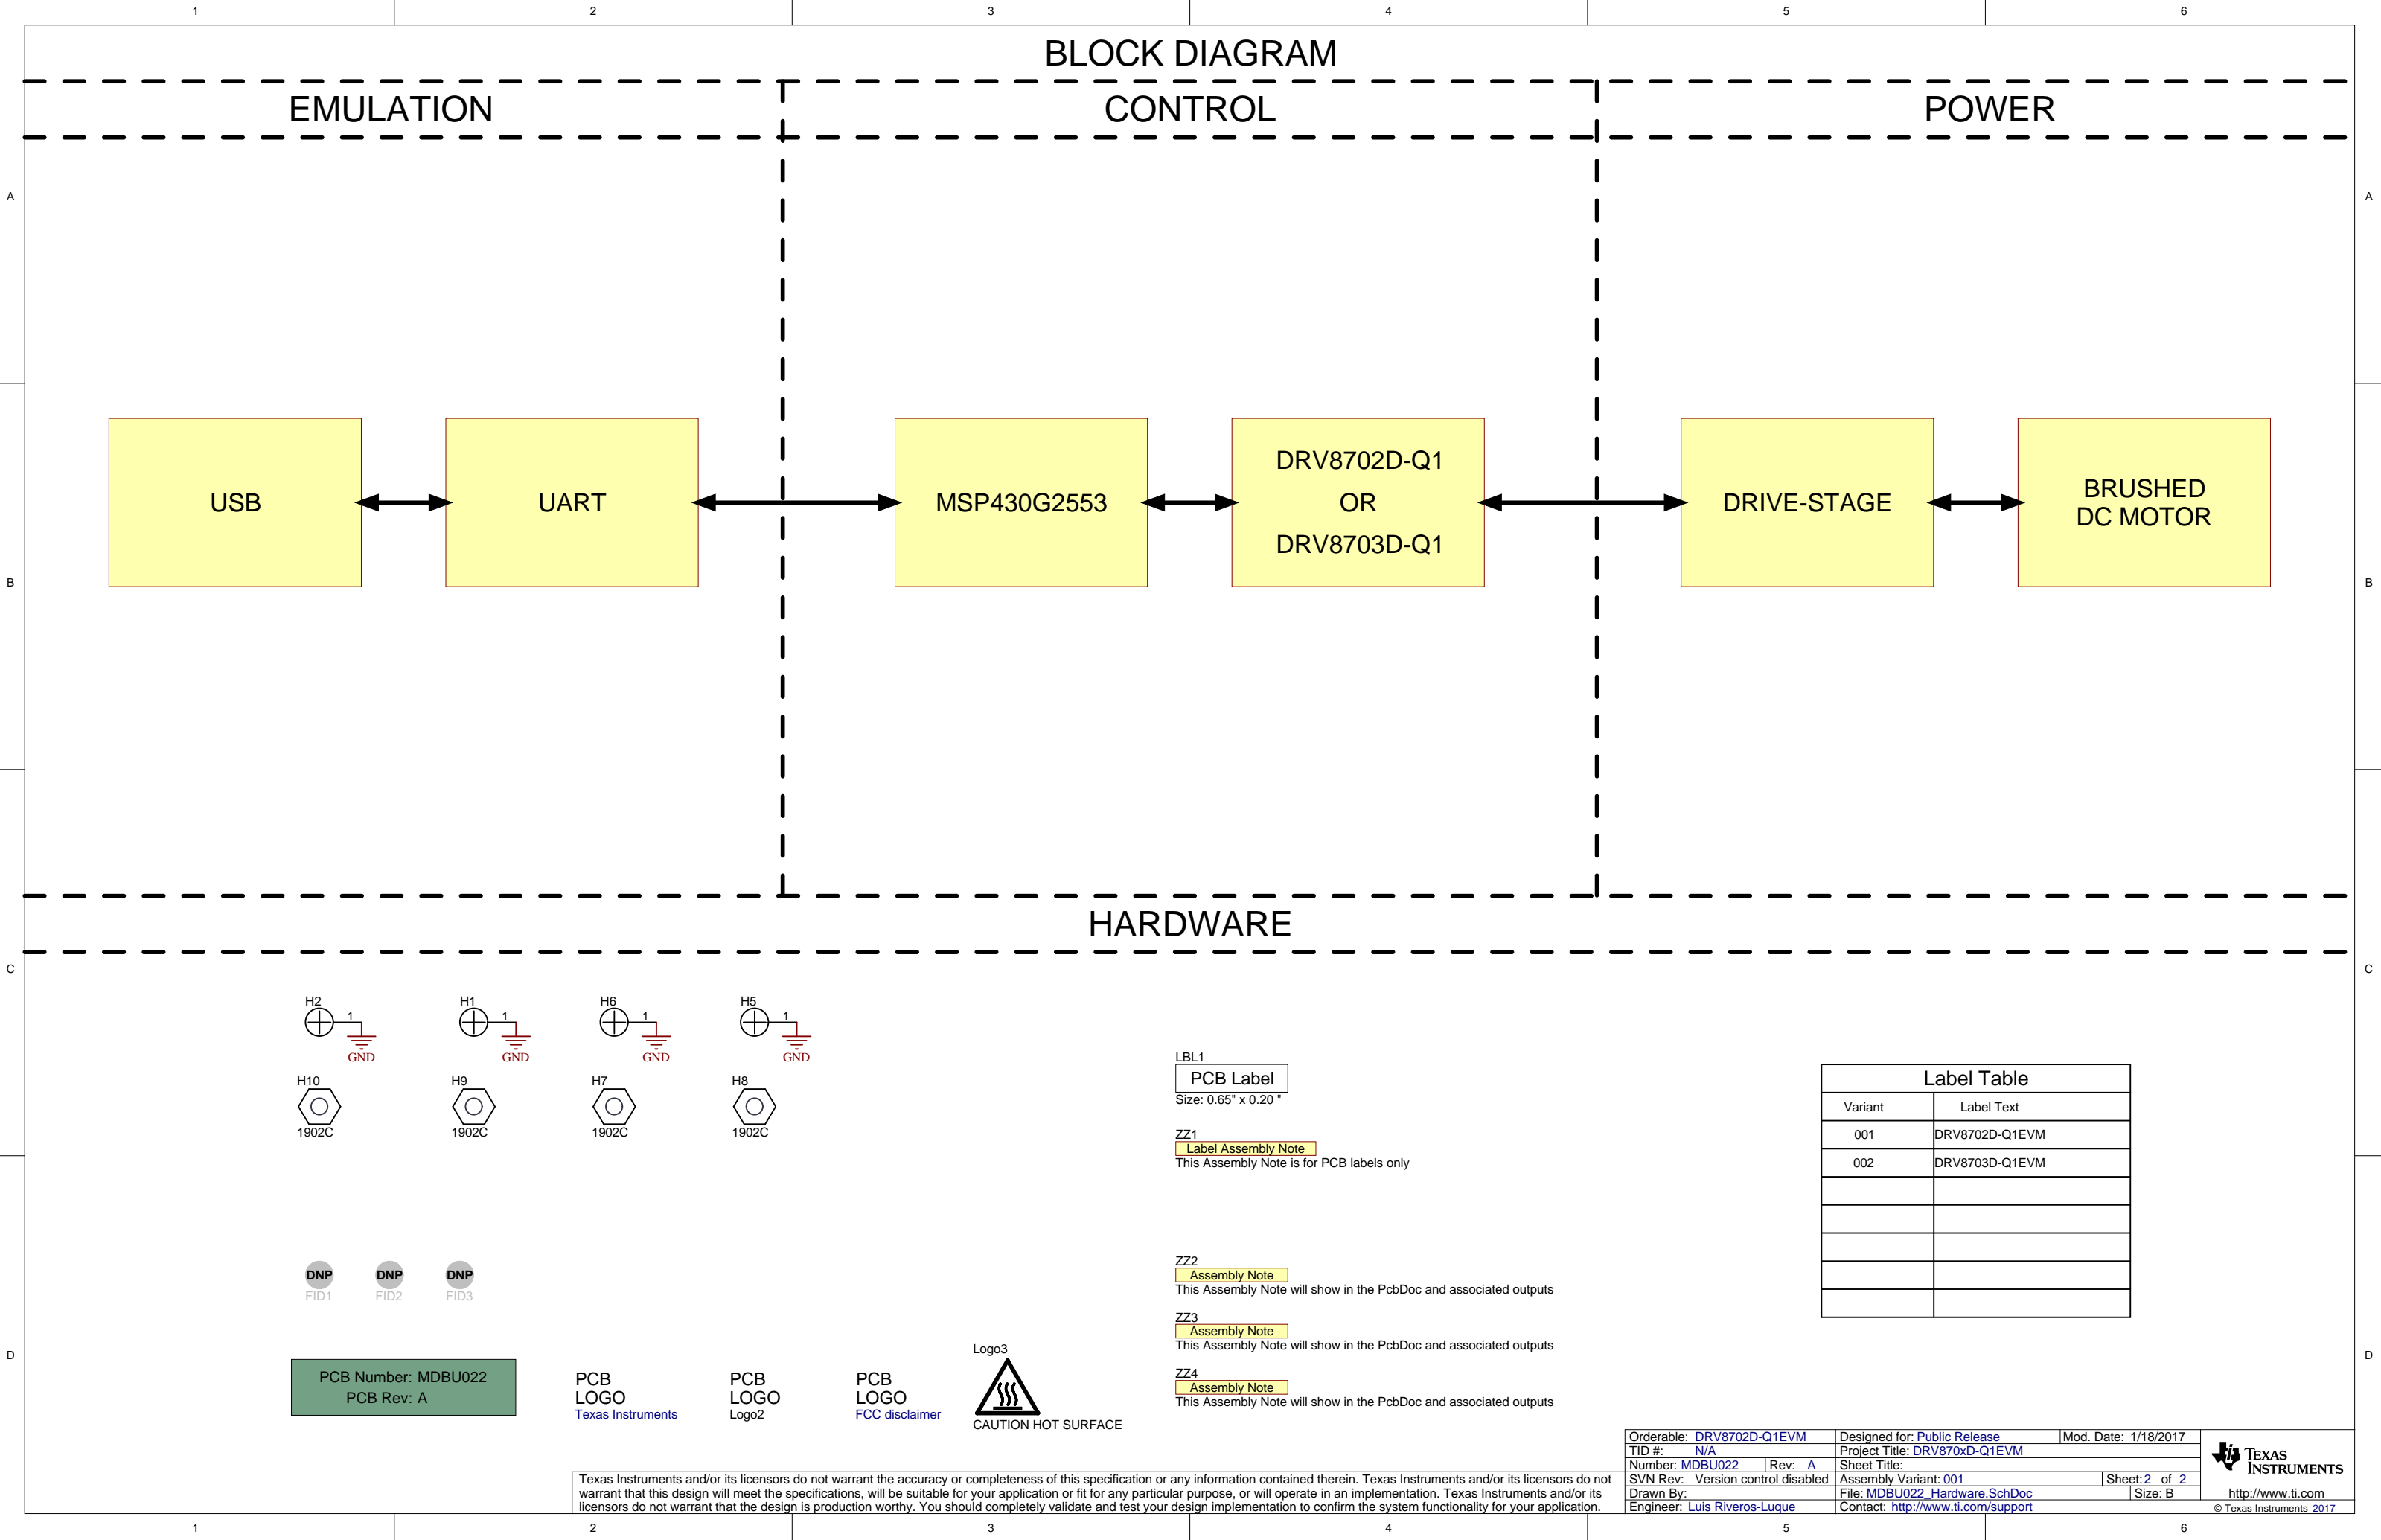 1 2 3 4 5 6
BLOCK DIAGRAM
EMULATION CONTROL POWER
A A
USB UART MSP430G2553 DRV8702D-Q1 OR DRV8703D-Q1 DRIVE-STAGE BRUSHED DC MOTOR
B B
HARDWARE
C C
H2 H1 H6 H5
1 1 1 1
GND GND GND GND
H10 H9 H7 H8
1902C 1902C 1902C 1902C
LBL1
PCB Label
Size: 0.65" x 0.20 "
ZZ1
Label Assembly Note
This Assembly Note is for PCB labels only
Label Table
Variant Label Text
001 DRV8702D-Q1EVM
002 DRV8703D-Q1EVM
DNP DNP DNP
FID1 FID2 FID3
ZZ2
Assembly Note
This Assembly Note will show in the PcbDoc and associated outputs
ZZ3
Assembly Note
This Assembly Note will show in the PcbDoc and associated outputs
ZZ4
Assembly Note
This Assembly Note will show in the PcbDoc and associated outputs
D D
PCB Number: MDBU022
PCB Rev: A
PCB
LOGO
Texas Instruments
PCB
LOGO
Logo2
PCB
LOGO
FCC disclaimer
Logo3
CAUTION HOT SURFACE
Texas Instruments and/or its licensors do not warrant the accuracy or completeness of this specification or any information contained therein. Texas Instruments and/or its licensors do not
warrant that this design will meet the specifications, will be suitable for your application or fit for any particular purpose, or will operate in an implementation. Texas Instruments and/or its
licensors do not warrant that the design is production worthy. You should completely validate and test your design implementation to confirm the system functionality for your application.
Orderable: DRV8702D-Q1EVM Designed for: Public Release Mod. Date: 1/18/2017
TID #: N/A Project Title: DRV870xD-Q1EVM
Number: MDBU022 Rev: A Sheet Title:
SVN Rev: Version control disabled Assembly Variant: 001 Sheet: 2 of 2
Drawn By: File: MDBU022_Hardware.SchDoc Size: B
Engineer: Luis Riveros-Luque Contact: http://www.ti.com/support
TEXAS
INSTRUMENTS
http://www.ti.com
© Texas Instruments 2017
1 2 3 4 5 6